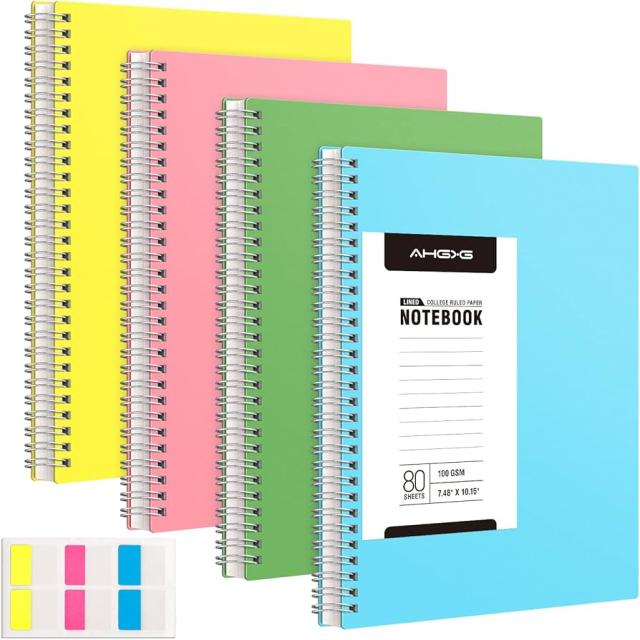 AHGXG
LINED COLLEGE RULED PAPER
NOTEBOOK
80 SHEETS
100 GSM
7.48" X 10.15"